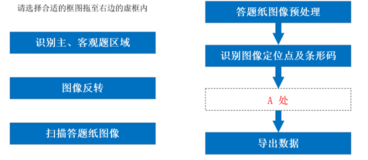 请选择合适的框图拖至右边的虚框内
识别主、客观题区域
图像反转
扫描答题纸图像
答题纸图像预处理
识别图像定位点及条形码
A 处
导出数据